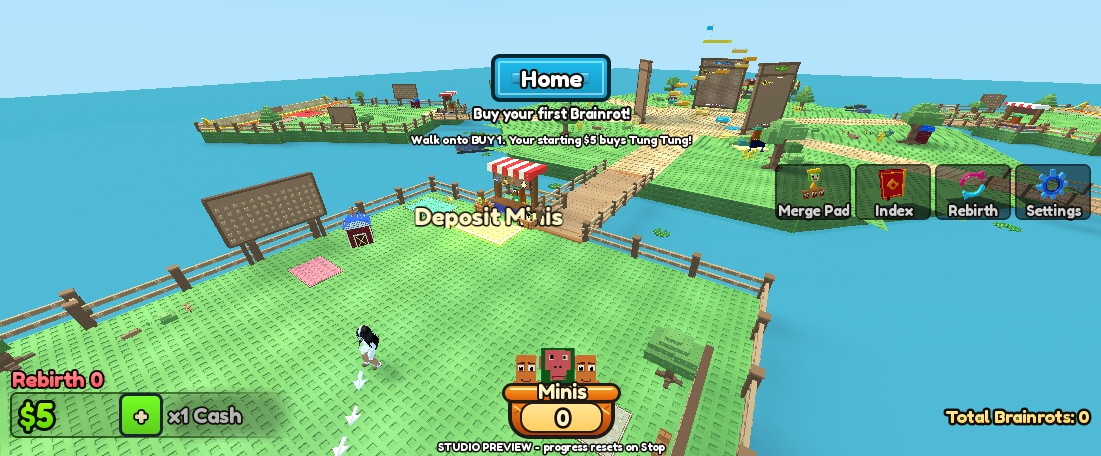 Home
Buy your first Brainrot!
Walk onto BUY 1. Your starting $5 buys Tung Tung!
Deposit Minis
Merge Pad
Index
Rebirth
Settings
Rebirth 0
$5
+
x1 Cash
Minis
0
Total Brainrots: 0
STUDIO PREVIEW - progress resets on Stop